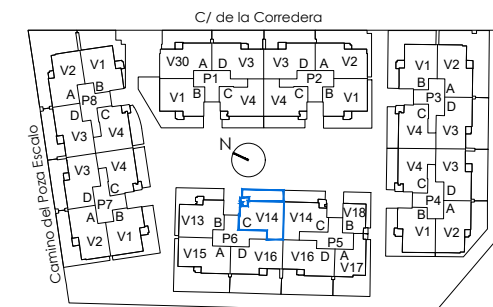 C/ de la Corredera
V30 A D V3 V3 D A V2
P1 P2
V1 B C V4 V4 C B V1
V2 V1
A B
P8
D C
V3 V4
V3 V4
D C
P7
A B
V2 V1
V1 V2
B A
P3
C D
V4 V3
V4 V3
C D
P4
B A
V1 V2
Camino del Poza Escalo
N
V13 B C V14 V14 C B V18
P6 P5
V15 A D V16 V16 D A V17